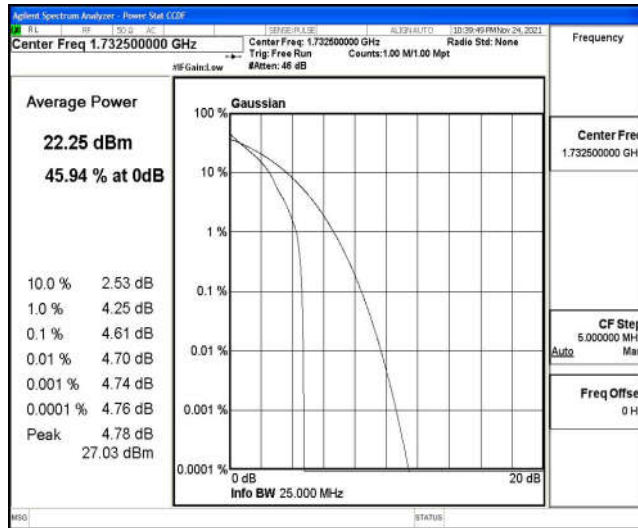 Agilent Spectrum Analyzer - Power Stat CCDF
RL RF 50 Ω AC SENSE:PULSE ALIGNAUTO 10:39:49 PM Nov 24, 2021
Center Freq 1.732500000 GHz
Center Freq: 1.732500000 GHz Radio Std: None
Trig: Free Run Counts:1.00 M/1.00 Mpt
#IFGain:Low #Atten: 46 dB
Frequency
Average Power
22.25 dBm
45.94 % at 0dB
10.0 % 2.53 dB
1.0 % 4.25 dB
0.1 % 4.61 dB
0.01 % 4.70 dB
0.001 % 4.74 dB
0.0001 % 4.76 dB
Peak 4.78 dB
27.03 dBm
Gaussian
100 %
10 %
1 %
0.1 %
0.01 %
0.001 %
0.0001 %
0 dB 20 dB
Info BW 25.000 MHz
Center Fre
1.732500000 GH
CF Step
5.000000 MH
Auto Ma
Freq Offse
0 H
MSG STATUS